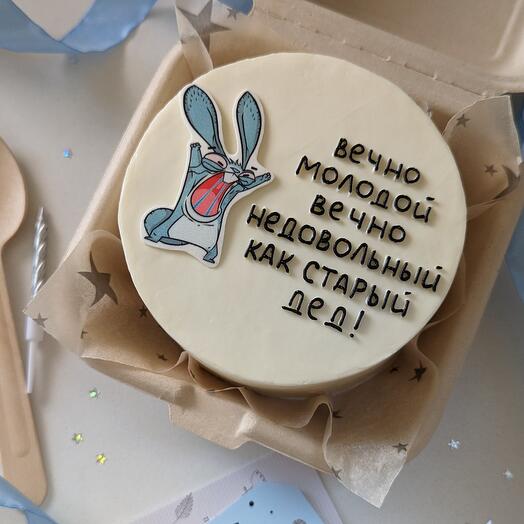 вечно
молодой
вечно
недовольный
как старый
дед!